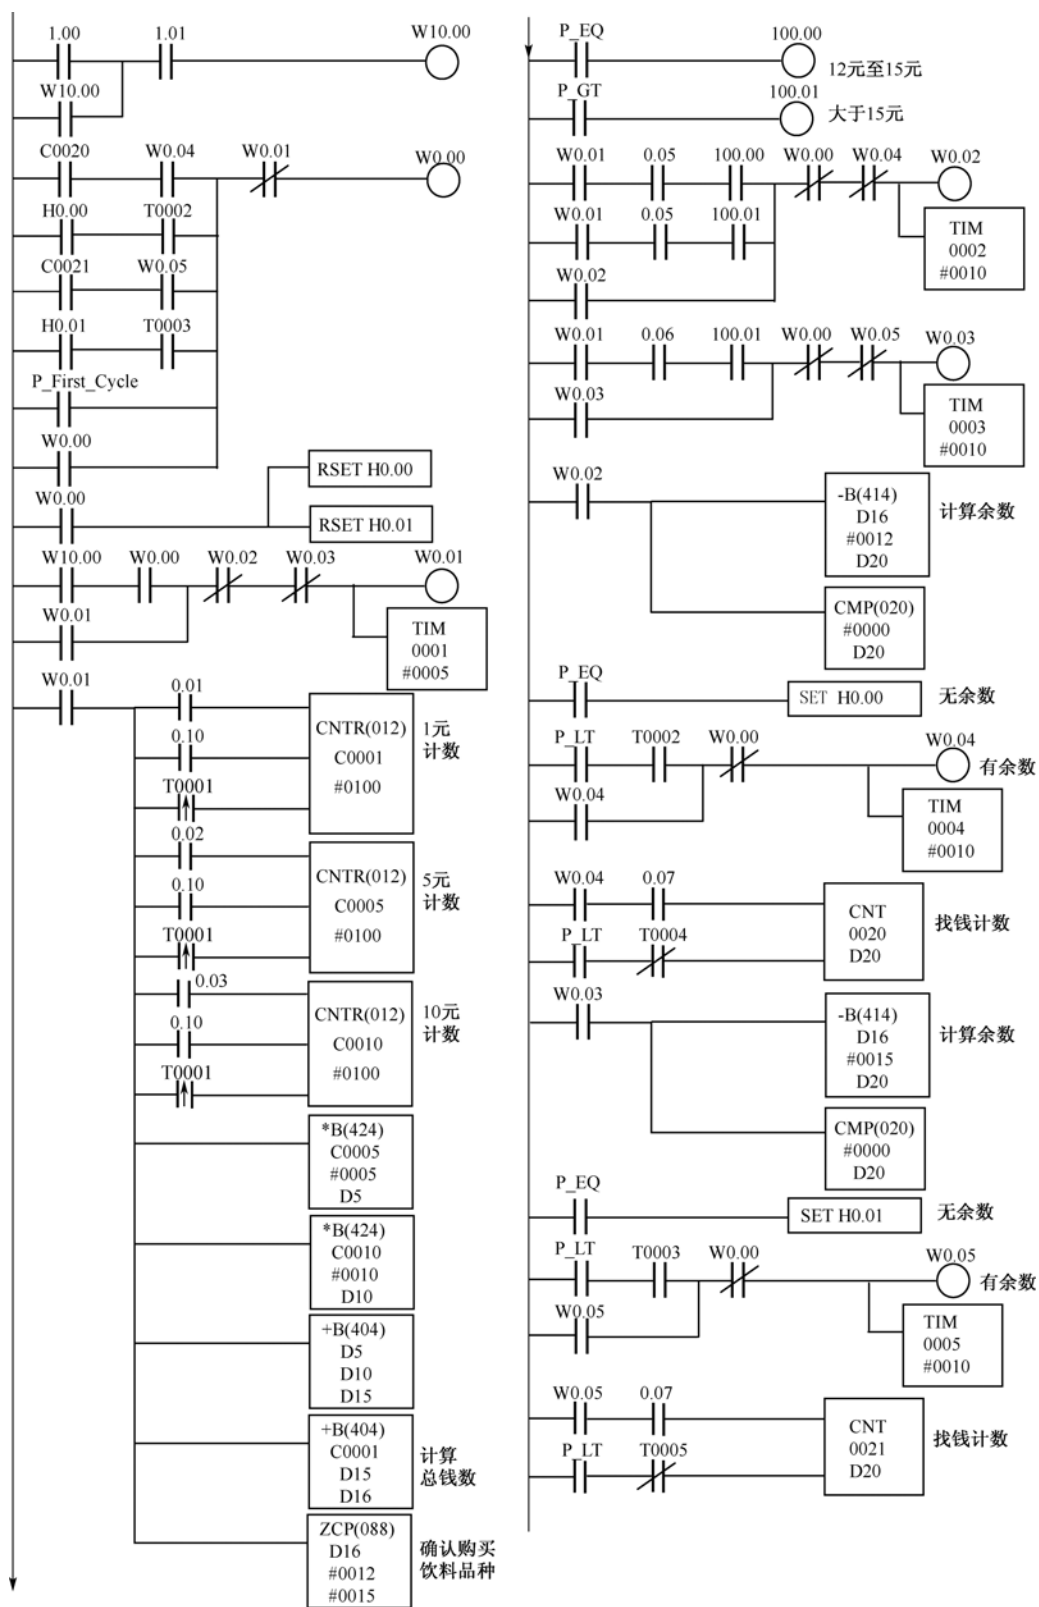 1.00 1.01 W10.00
W10.00
C0020 W0.04 W0.01 W0.00
H0.00 T0002
C0021 W0.05
H0.01 T0003
P_First_Cycle
W0.00
RSET H0.00
W0.00
RSET H0.01
W10.00 W0.00 W0.02 W0.03 W0.01
W0.01
TIM
0001
#0005
W0.01
0.01
CNTR(012) 1元
0.10 计数
C0001
T0001 #0100
0.02
CNTR(012) 5元
0.10 计数
C0005
T0001 #0100
0.03
CNTR(012) 10元
0.10 计数
C0010
T0001 #0100
*B(424)
C0005
#0005
D5
*B(424)
C0010
#0010
D10
+B(404)
D5
D10
D15
+B(404)
C0001 计算
D15 总钱数
D16
ZCP(088)
D16 确认购买
#0012 饮料品种
#0015
P_EQ 100.00
12元至15元
P_GT 100.01
大于15元
W0.01 0.05 100.00 W0.00 W0.04 W0.02
W0.01 0.05 100.01
TIM
0002
#0010
W0.02
W0.01 0.06 100.01 W0.00 W0.05 W0.03
W0.03
TIM
0003
#0010
W0.02
-B(414)
D16 计算余数
#0012
D20
CMP(020)
#0000
D20
P_EQ
SET H0.00 无余数
P_LT T0002 W0.00 W0.04
有余数
W0.04
TIM
0004
#0010
W0.04 0.07
CNT
0020 找钱计数
D20
P_LT T0004
W0.03
-B(414)
D16 计算余数
#0015
D20
CMP(020)
#0000
D20
P_EQ
SET H0.01 无余数
P_LT T0003 W0.00 W0.05
有余数
W0.05
TIM
0005
#0010
W0.05 0.07
CNT
0021 找钱计数
D20
P_LT T0005